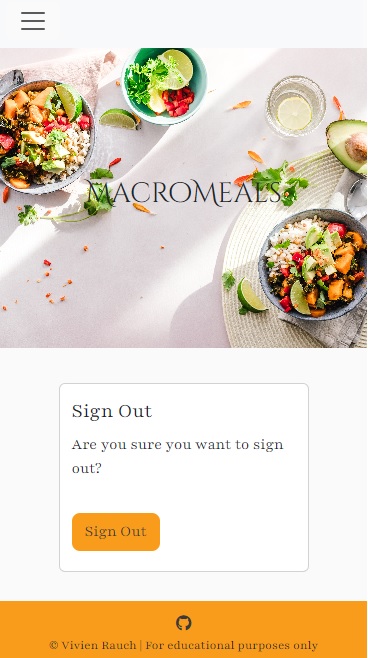 MacroMeals
Sign Out
Are you sure you want to sign
out?
Sign Out
© Vivien Rauch | For educational purposes only